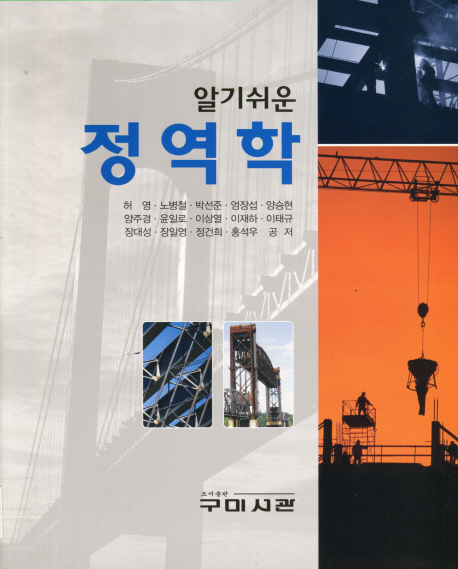 알기쉬운
정역학
허 영 · 노병철 · 박선준 · 엄장섭 · 양승현
양주경 · 윤일로 · 이상열 · 이재하 · 이태규
장대성 · 장일영 · 정건희 · 홍석우 공 저
도서출판
구미서관